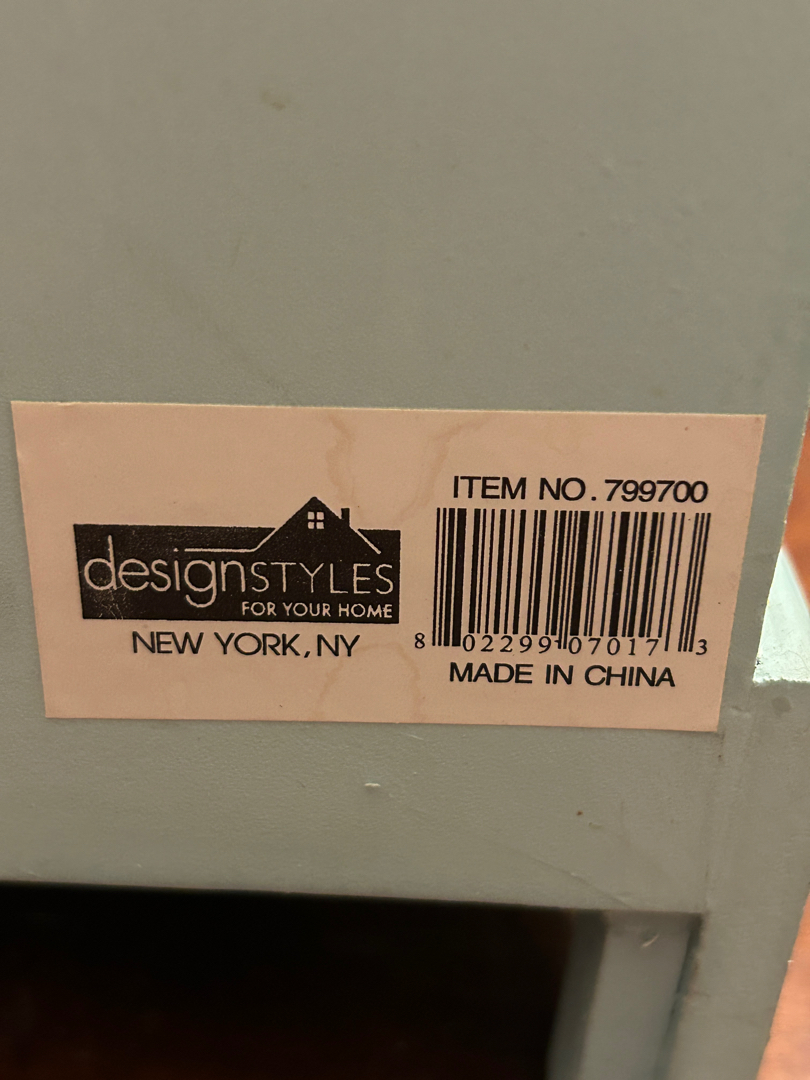 designSTYLES
FOR YOUR HOME
NEW YORK, NY
ITEM NO. 799700
8 02299 07017 3
MADE IN CHINA